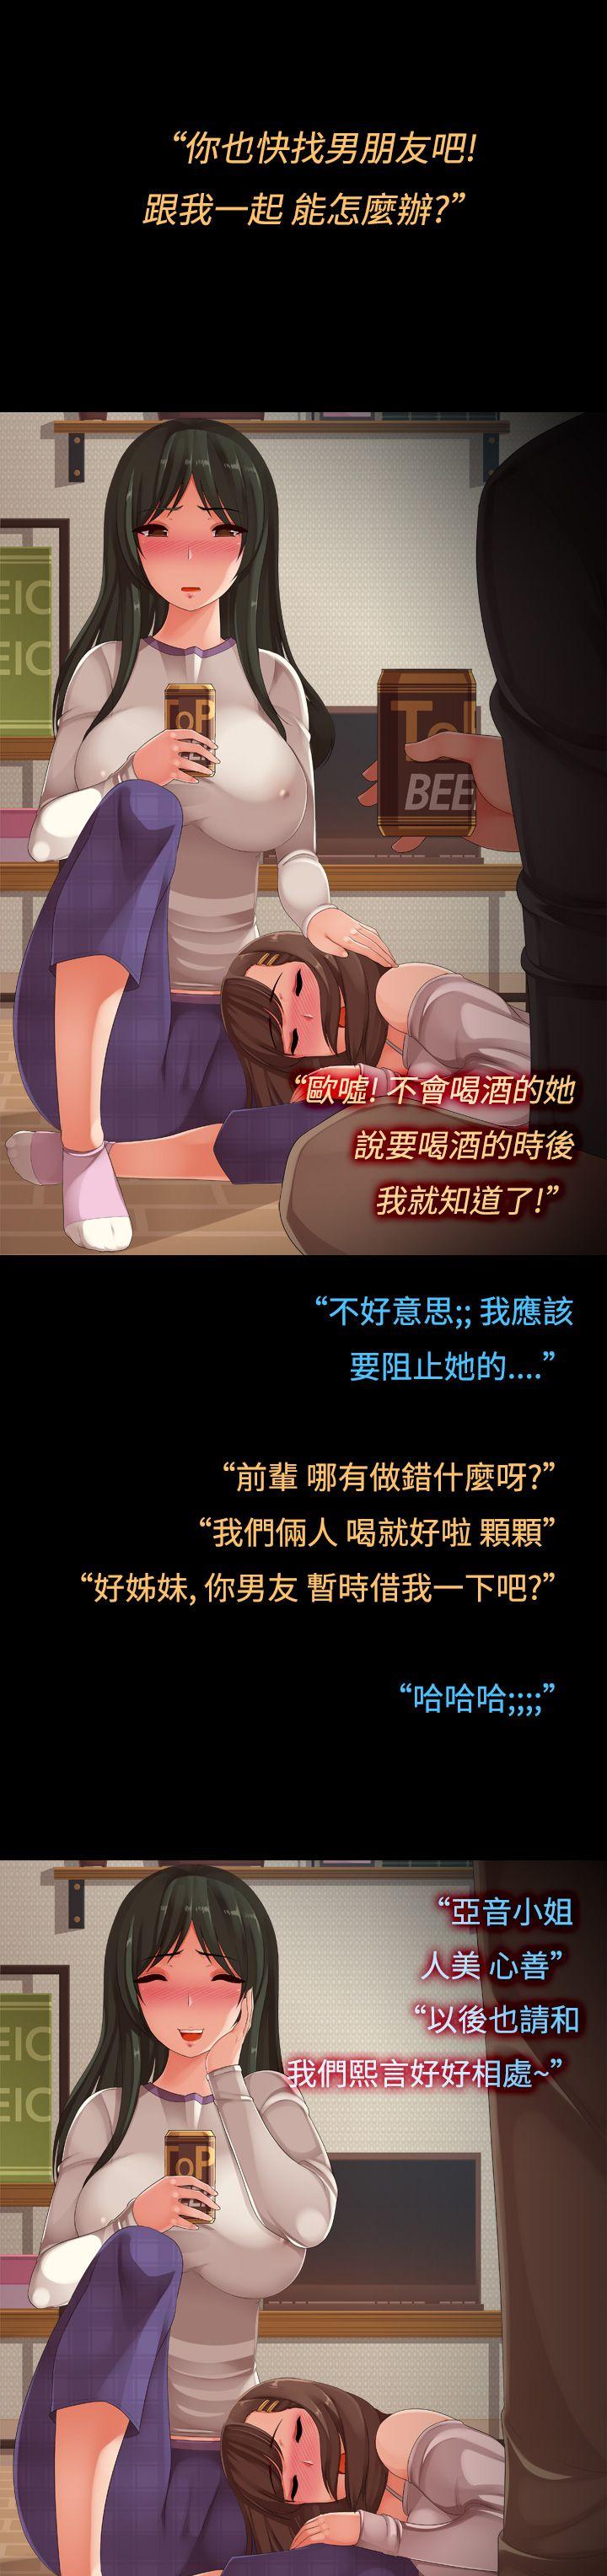 “你也快找男朋友吧!
跟我一起 能怎麼辦?”
EIC
EIC
ToP
ToP
BEE
“歐噓! 不會喝酒的她
說要喝酒的時後
我就知道了!”
“不好意思;; 我應該
要阻止她的....”
“前輩 哪有做錯什麼呀?”
“我們倆人 喝就好啦 顆顆”
“好姊妹, 你男友 暫時借我一下吧?”
“哈哈哈;;;;”
“亞音小姐
人美 心善”
“以後也請和
我們熙言好好相處~”
EIC
EIC
ToP